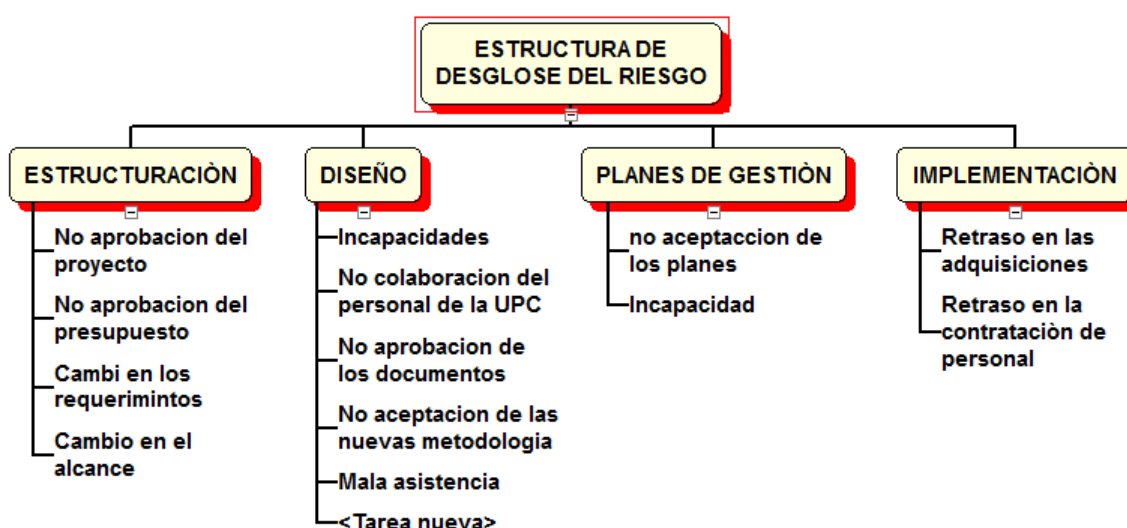 ESTRUCTURA DE
DESGLOSE DEL RIESGO
ESTRUCTURACIÒN
No aprobacion del
proyecto
No aprobacion del
presupuesto
Cambi en los
requerimintos
Cambio en el
alcance
DISEÑO
Incapacidades
No colaboracion del
personal de la UPC
No aprobacion de
los documentos
No aceptacion de las
nuevas metodologia
Mala asistencia
<Tarea nueva>
PLANES DE GESTIÒN
no aceptaccion de
los planes
Incapacidad
IMPLEMENTACIÒN
Retraso en las
adquisiciones
Retraso en la
contrataciòn de
personal